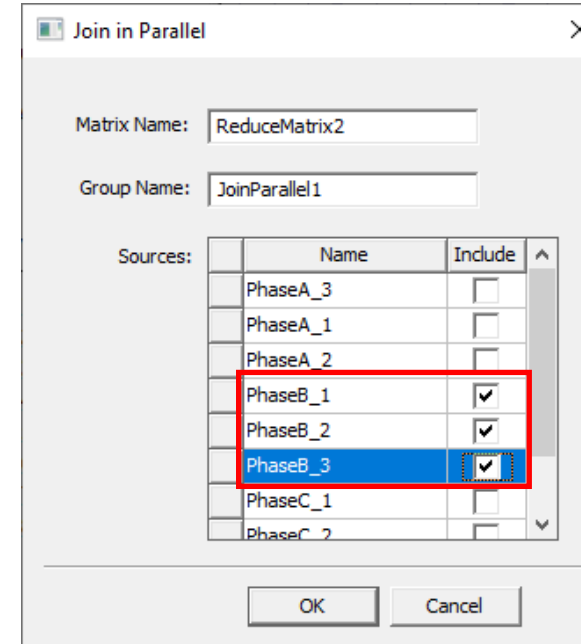 Join in Parallel
Matrix Name: ReduceMatrix2
Group Name: JoinParallel1
Sources: Name Include
PhaseA_3
PhaseA_1
PhaseA_2
PhaseB_1
PhaseB_2
PhaseB_3
PhaseC_1
PhaseC_2
OK Cancel